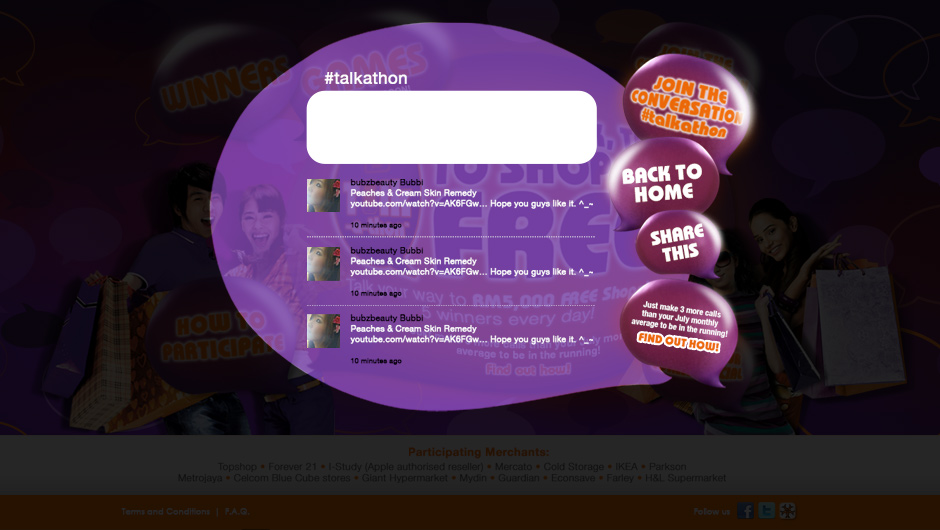 WINNERS
GAMES
#talkathon
JOIN THE
CONVERSATION
#talkathon
BACK TO
HOME
SHARE
THIS
bubzbeauty Bubbi
Peaches & Cream Skin Remedy
youtube.com/watch?v=AK6FGw... Hope you guys like it. ^_~
10 minutes ago
bubzbeauty Bubbi
Peaches & Cream Skin Remedy
youtube.com/watch?v=AK6FGw... Hope you guys like it. ^_~
10 minutes ago
bubzbeauty Bubbi
Peaches & Cream Skin Remedy
youtube.com/watch?v=AK6FGw... Hope you guys like it. ^_~
10 minutes ago
TO SHOP
FREE
Talk your way to RM5,000 FREE Shop
winners every day!
average to be in the running!
find out how!
HOW TO
PARTICIPATE
Just make 3 more calls
than your July monthly
average to be in the running!
FIND OUT HOW!
Participating Merchants:
Topshop • Forever 21 • I-Study (Apple authorised reseller) • Mercato • Cold Storage • IKEA • Parkson
Metrojaya • Celcom Blue Cube stores • Giant Hypermarket • Mydin • Guardian • Econsave • Farley • H&L Supermarket
Terms and Conditions | F.A.Q.
Follow us